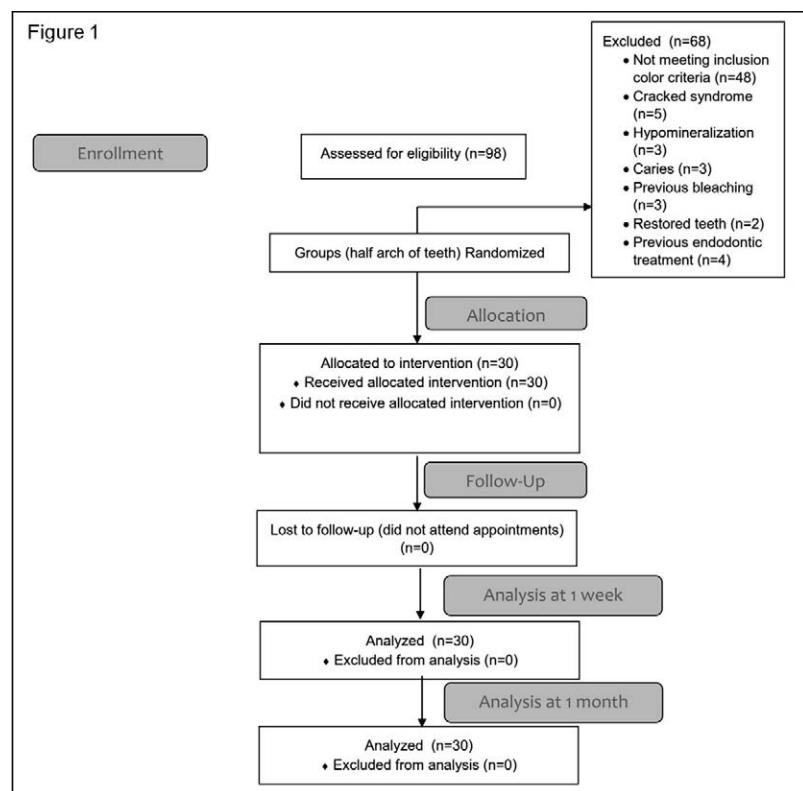 Figure 1
Excluded (n=68)
• Not meeting inclusion
color criteria (n=48)
• Cracked syndrome
(n=5)
• Hypomineralization
(n=3)
• Caries (n=3)
• Previous bleaching
(n=3)
• Restored teeth (n=2)
• Previous endodontic
treatment (n=4)
Enrollment
Assessed for eligibility (n=98)
Groups (half arch of teeth) Randomized
Allocation
Allocated to intervention (n=30)
♦ Received allocated intervention (n=30)
♦ Did not receive allocated intervention (n=0)
Follow-Up
Lost to follow-up (did not attend appointments)
(n=0)
Analysis at 1 week
Analyzed (n=30)
♦ Excluded from analysis (n=0)
Analysis at 1 month
Analyzed (n=30)
♦ Excluded from analysis (n=0)